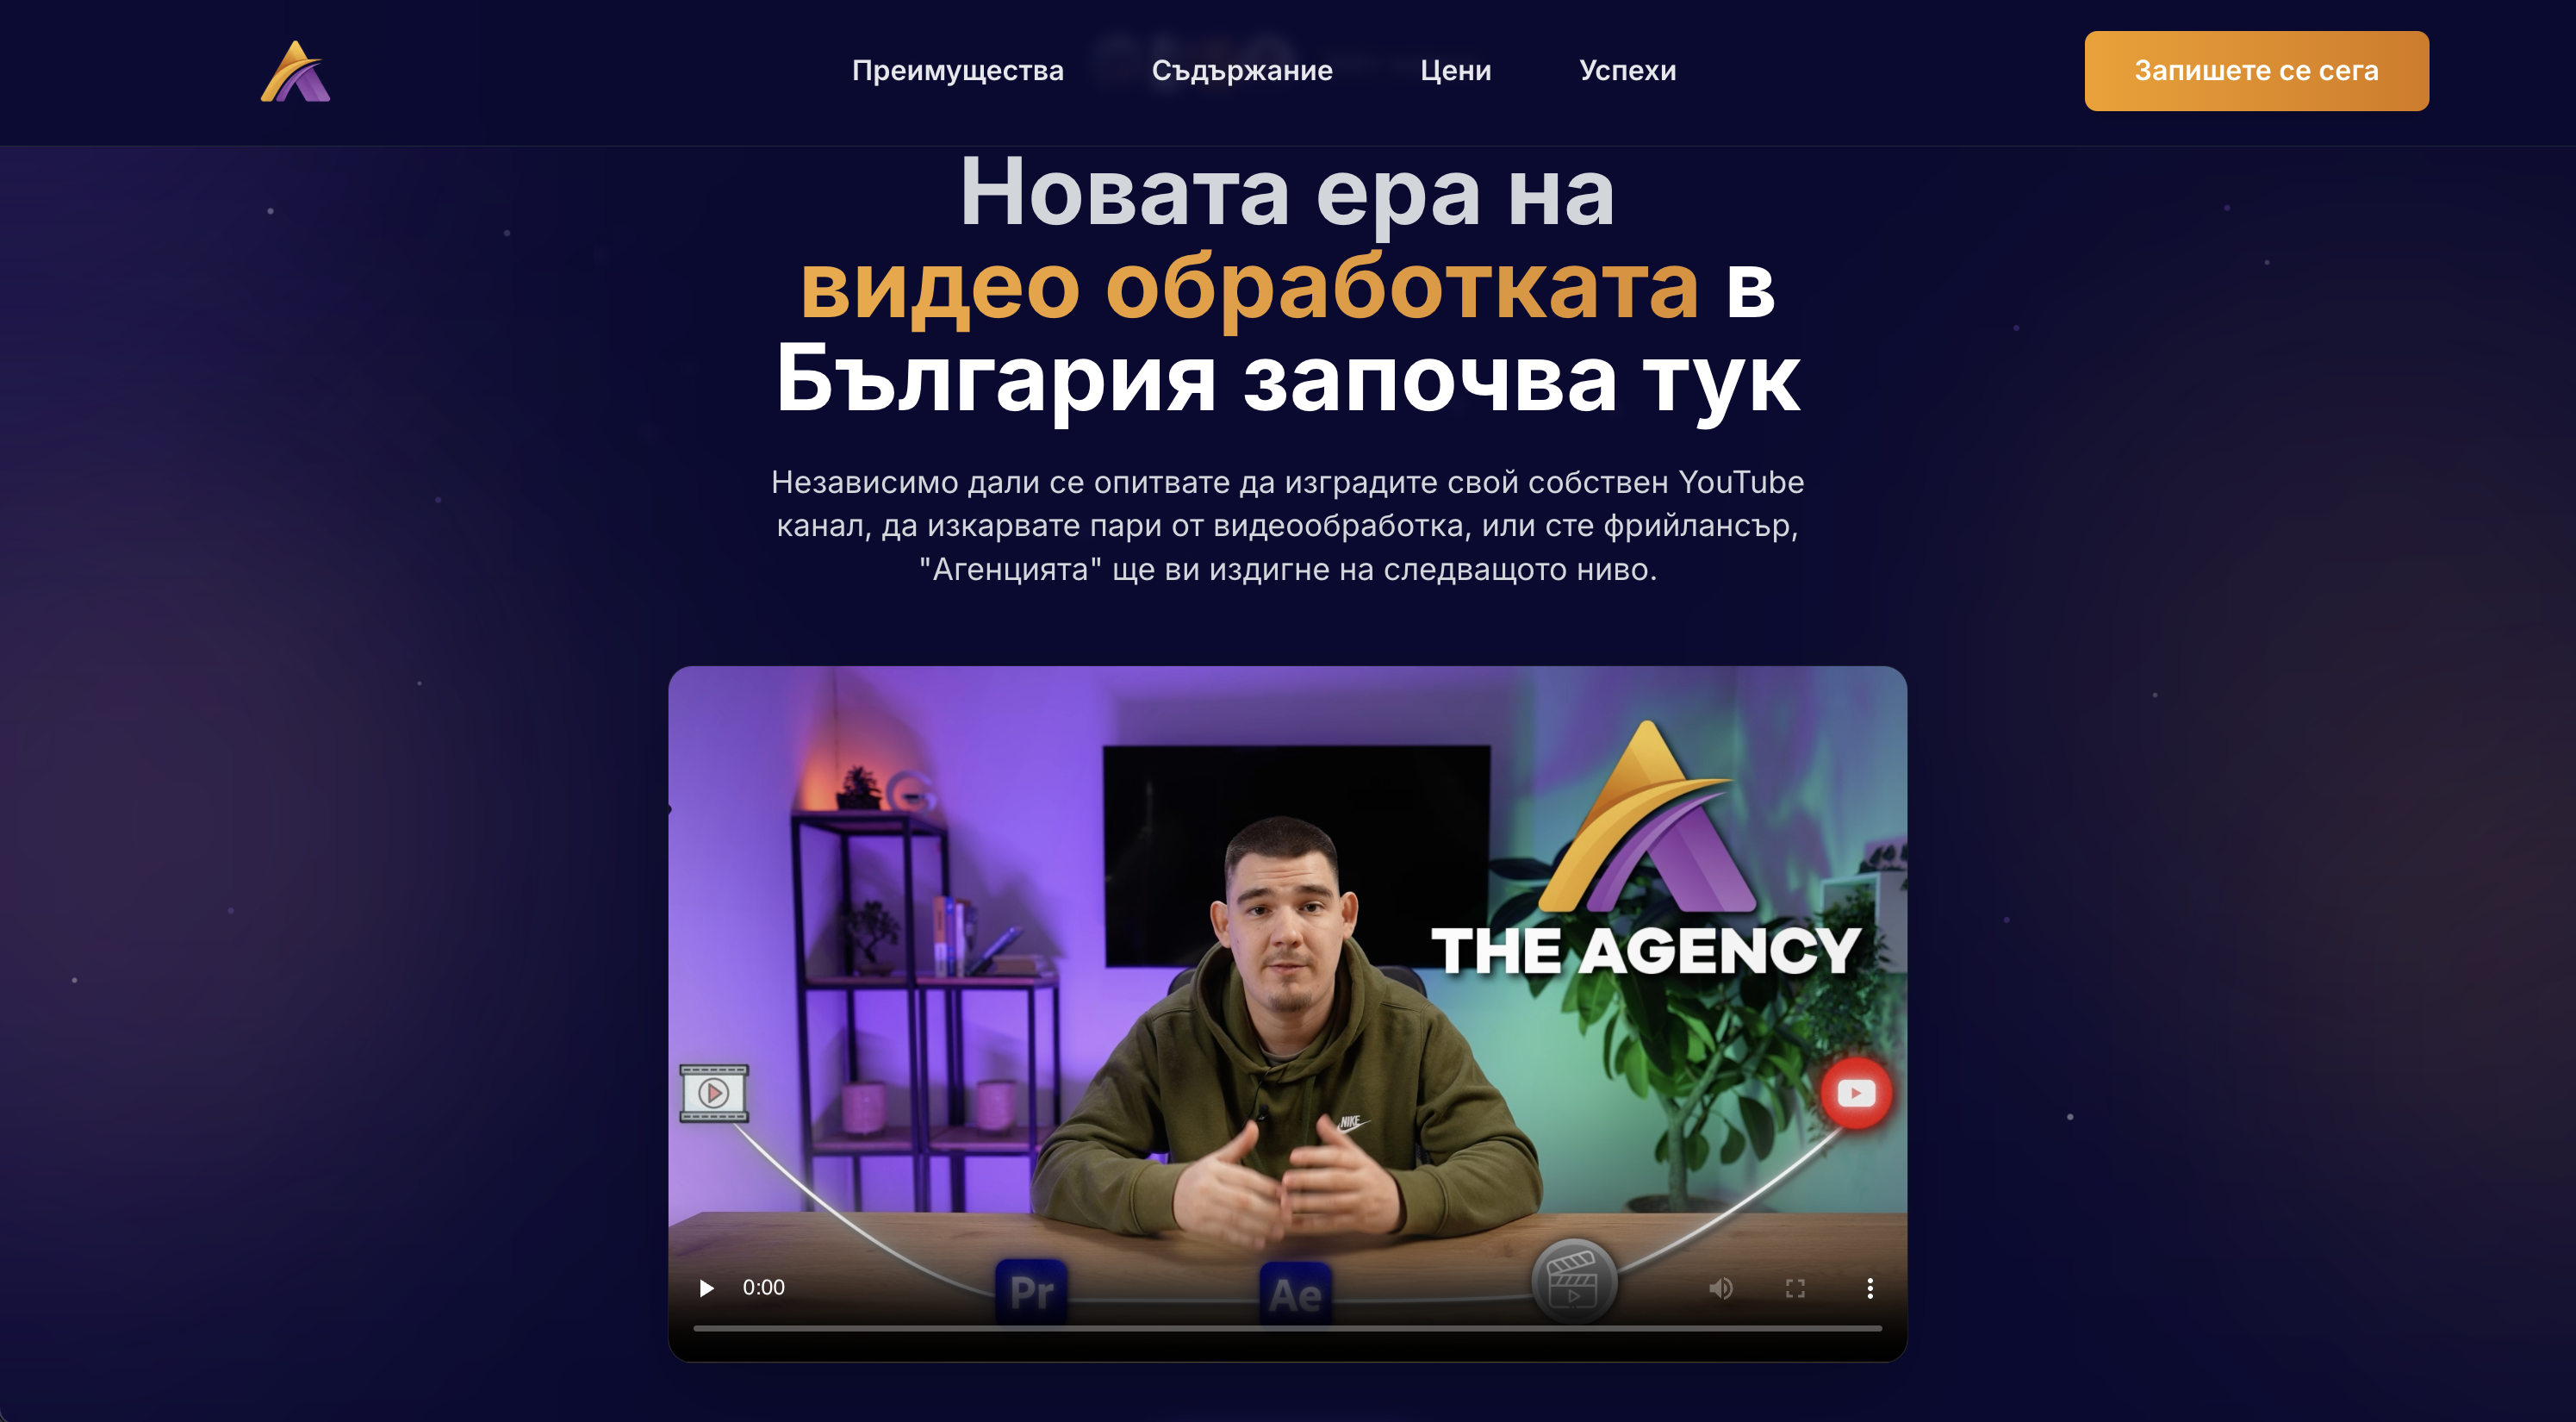 Преимущества
Съдържание
Цени
Успехи
Запишете се сега
Новата ера на
видео обработката в
България започва тук
Независимо дали се опитвате да изградите свой собствен YouTube
канал, да изкарвате пари от видеообработка, или сте фрийлансър,
"Агенцията" ще ви издигне на следващото ниво.
THE AGENCY
NIKE
Pr
Ae
0:00